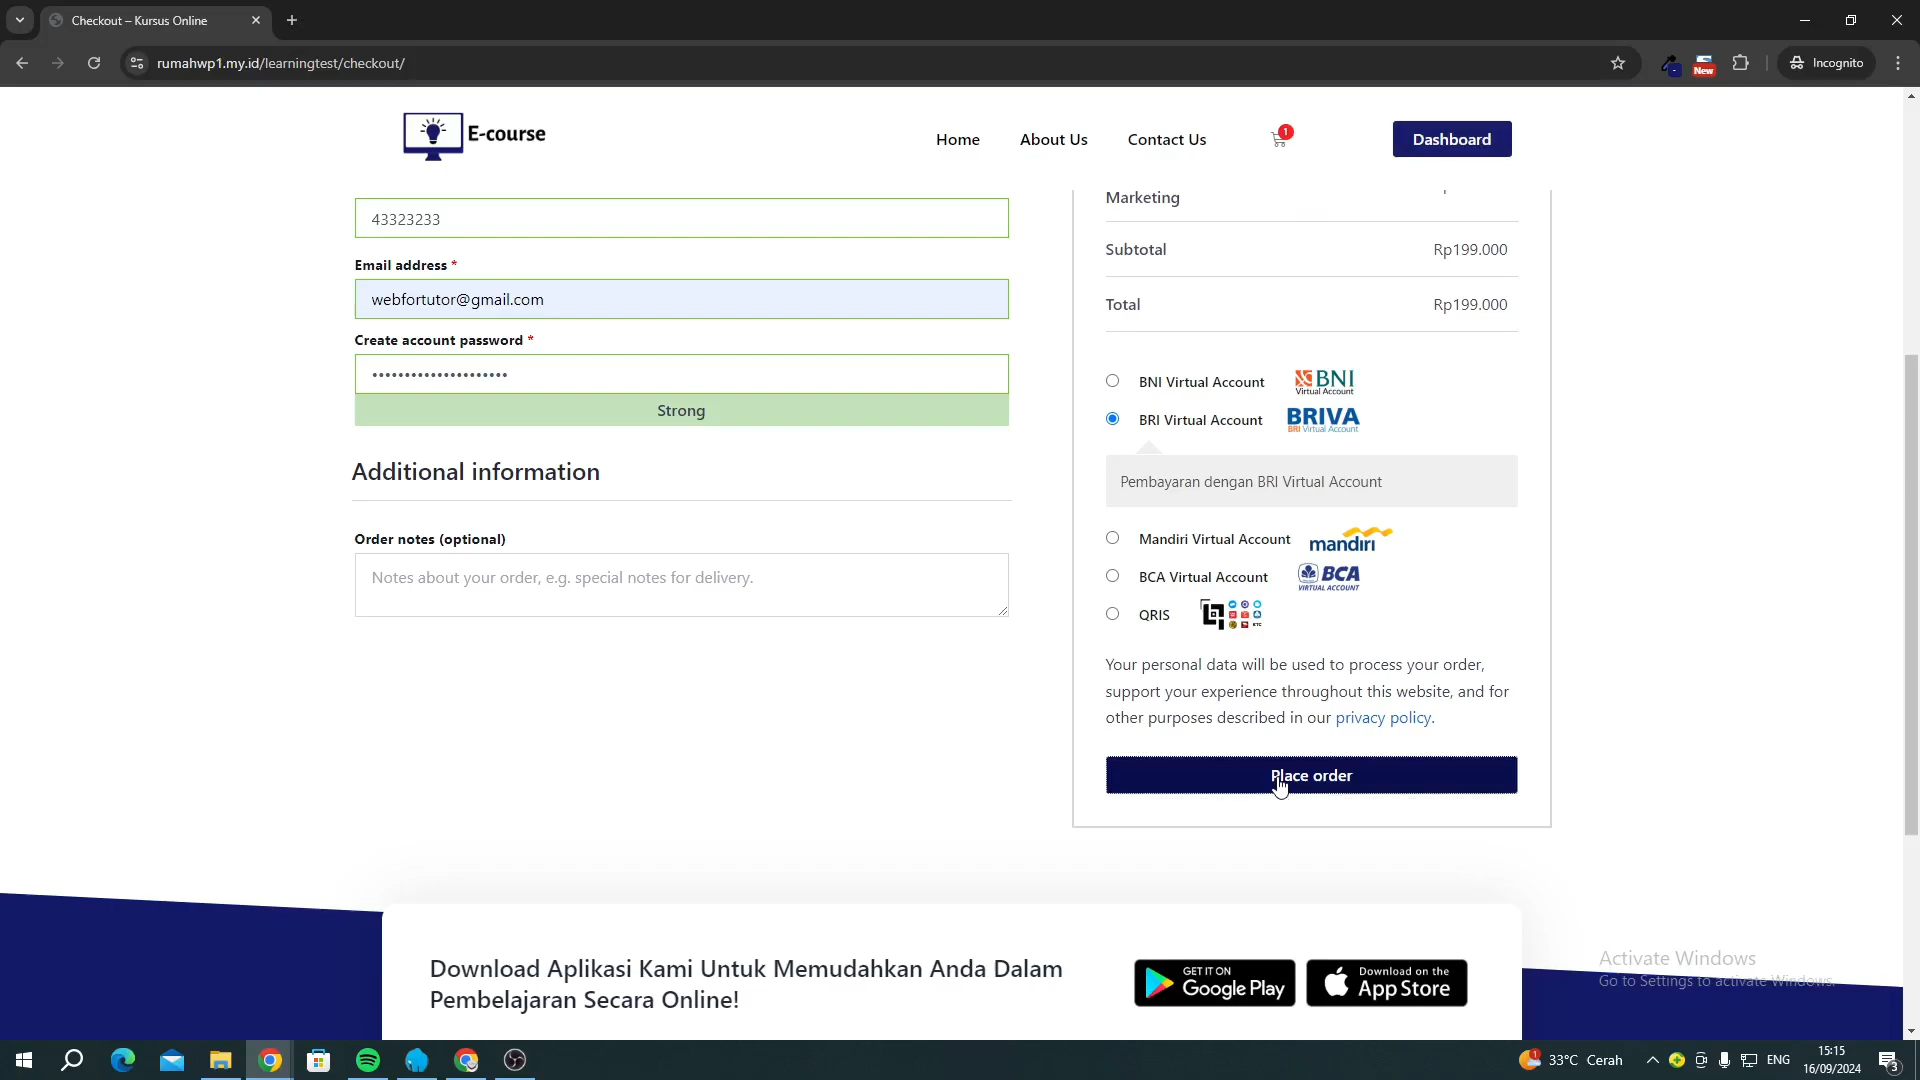 Checkout – Kursus Online
rumahwp1.my.id/learningtest/checkout/
New
Incognito
E-course
Home
About Us
Contact Us
1
Dashboard
43323233
Email address *
webfortutor@gmail.com
Create account password *
•••••••••••••••••••••
Strong
Additional information
Order notes (optional)
Notes about your order, e.g. special notes for delivery.
Marketing
Subtotal Rp199.000
Total Rp199.000
BNI Virtual Account
BNI
Virtual Account
BRI Virtual Account
BRIVA
BRI Virtual Account
Pembayaran dengan BRI Virtual Account
Mandiri Virtual Account
mandiri
BCA Virtual Account
BCA
VIRTUAL ACCOUNT
QRIS
ETC
Your personal data will be used to process your order,
support your experience throughout this website, and for
other purposes described in our privacy policy.
Place order
Download Aplikasi Kami Untuk Memudahkan Anda Dalam
Pembelajaran Secara Online!
GET IT ON
Google Play
Download on the
App Store
Activate Windows
Go to Settings to activate Windows.
1
33°C Cerah
ENG
15:15
16/09/2024
3